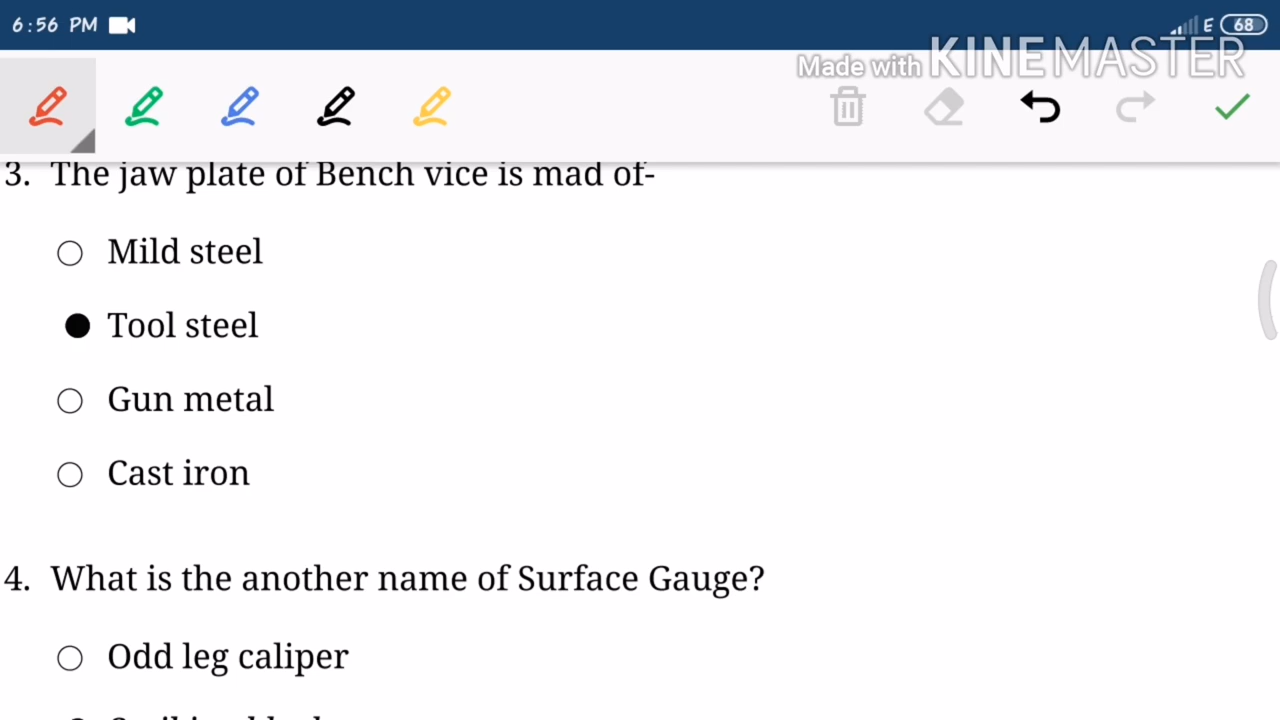 6:56 PM
E 68
Made with KINEMASTER
3. The jaw plate of Bench vice is mad of-
Mild steel
Tool steel
Gun metal
Cast iron
4. What is the another name of Surface Gauge?
Odd leg caliper